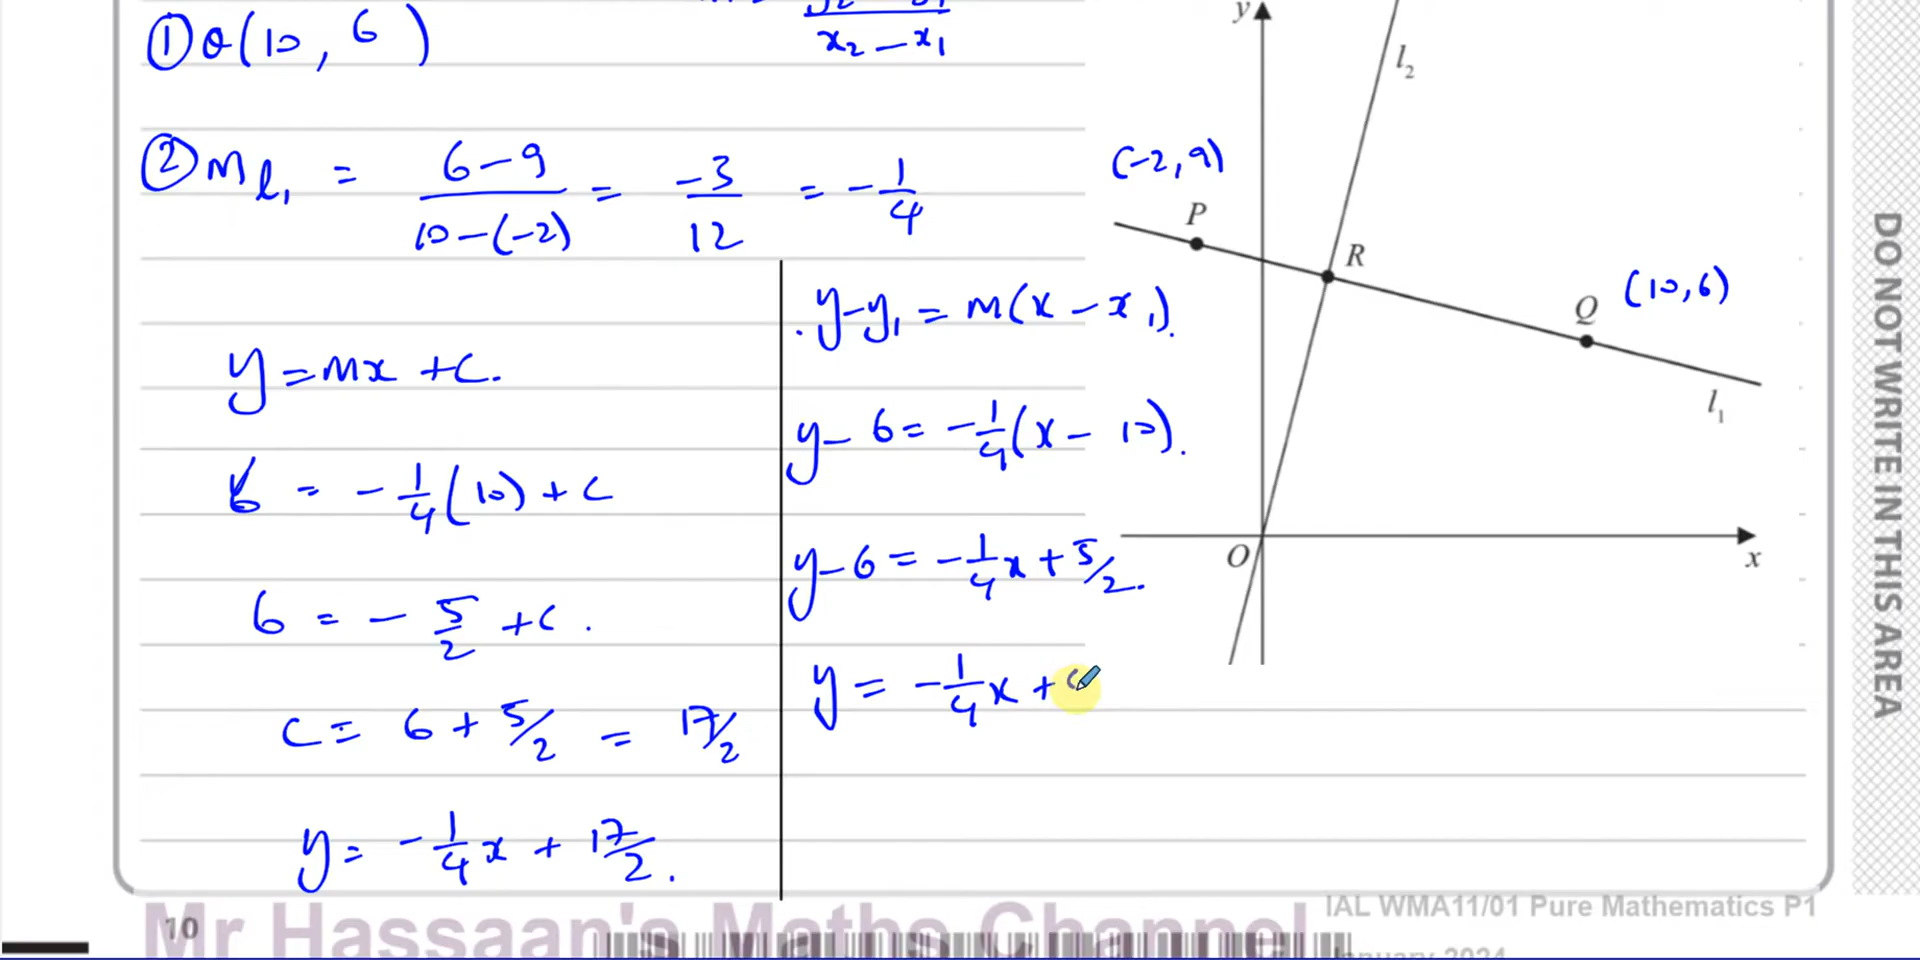 ① Q(10, 6)
x₂ - x₁
② m l₁ = 6-9 / 10-(-2) = -3/12 = -1/4
y = mx + c.
6 = -1/4(10) + c
6 = -5/2 + c.
c = 6 + 5/2 = 17/2
y = -1/4x + 17/2.
y-y₁ = m(x - x₁).
y - 6 = -1/4(x - 10).
y - 6 = -1/4x + 5/2.
y = -1/4x +
y
l₂
(-2, 9)
P
R
Q (10, 6)
l₁
O
x
DO NOT WRITE IN THIS AREA
10
Mr Hassaan's Maths Channel
IAL WMA11/01 Pure Mathematics P1
January 2024